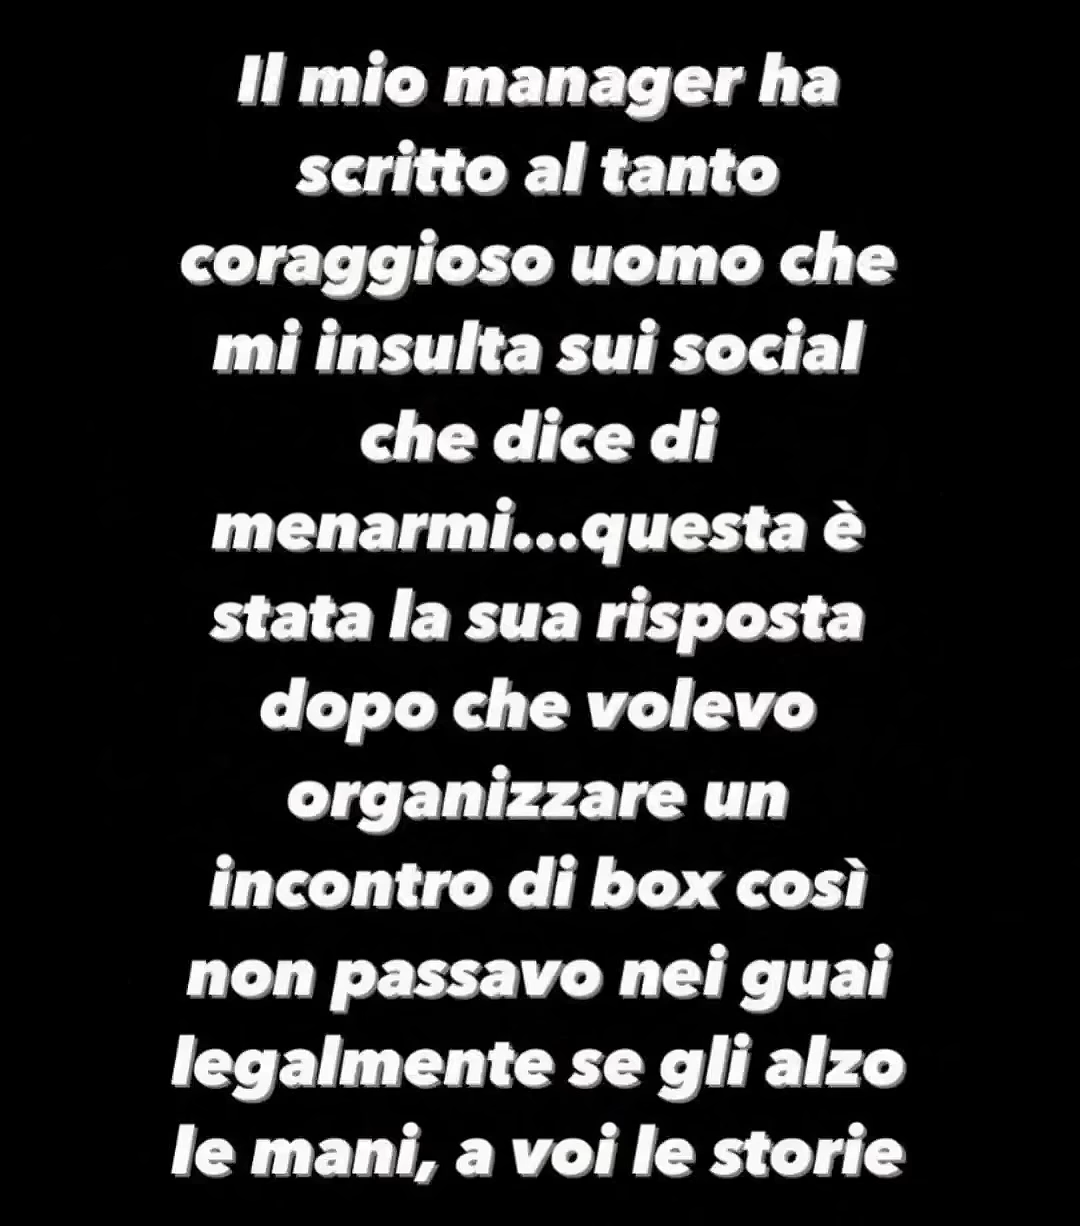 Il mio manager ha
scritto al tanto
coraggioso uomo che
mi insulta sui social
che dice di
menarmi...questa è
stata la sua risposta
dopo che volevo
organizzare un
incontro di box così
non passavo nei guai
legalmente se gli alzo
le mani, a voi le storie